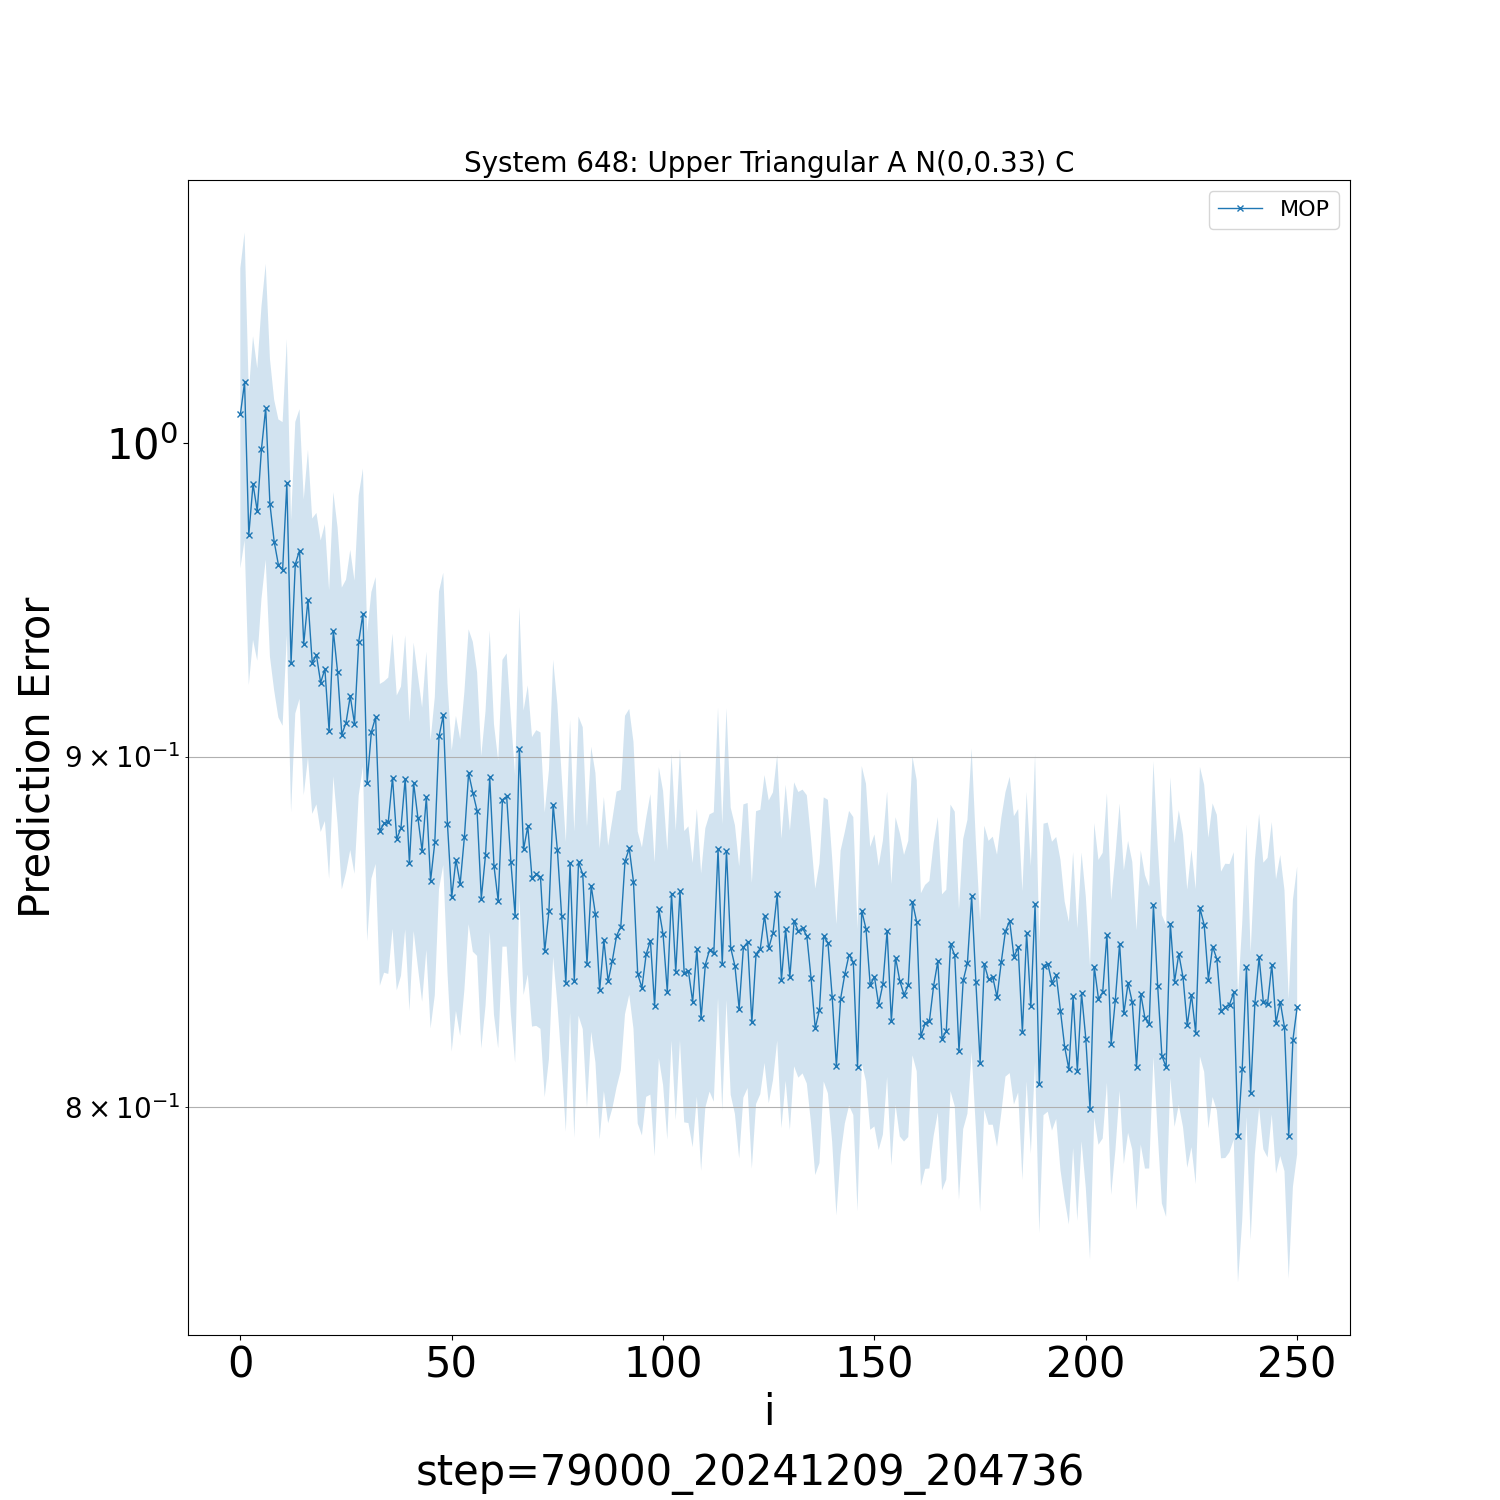 System 648: Upper Triangular A N(0,0.33) C
MOP
10⁰
9 × 10⁻¹
8 × 10⁻¹
Prediction Error
0 50 100 150 200 250
i
step=79000_20241209_204736